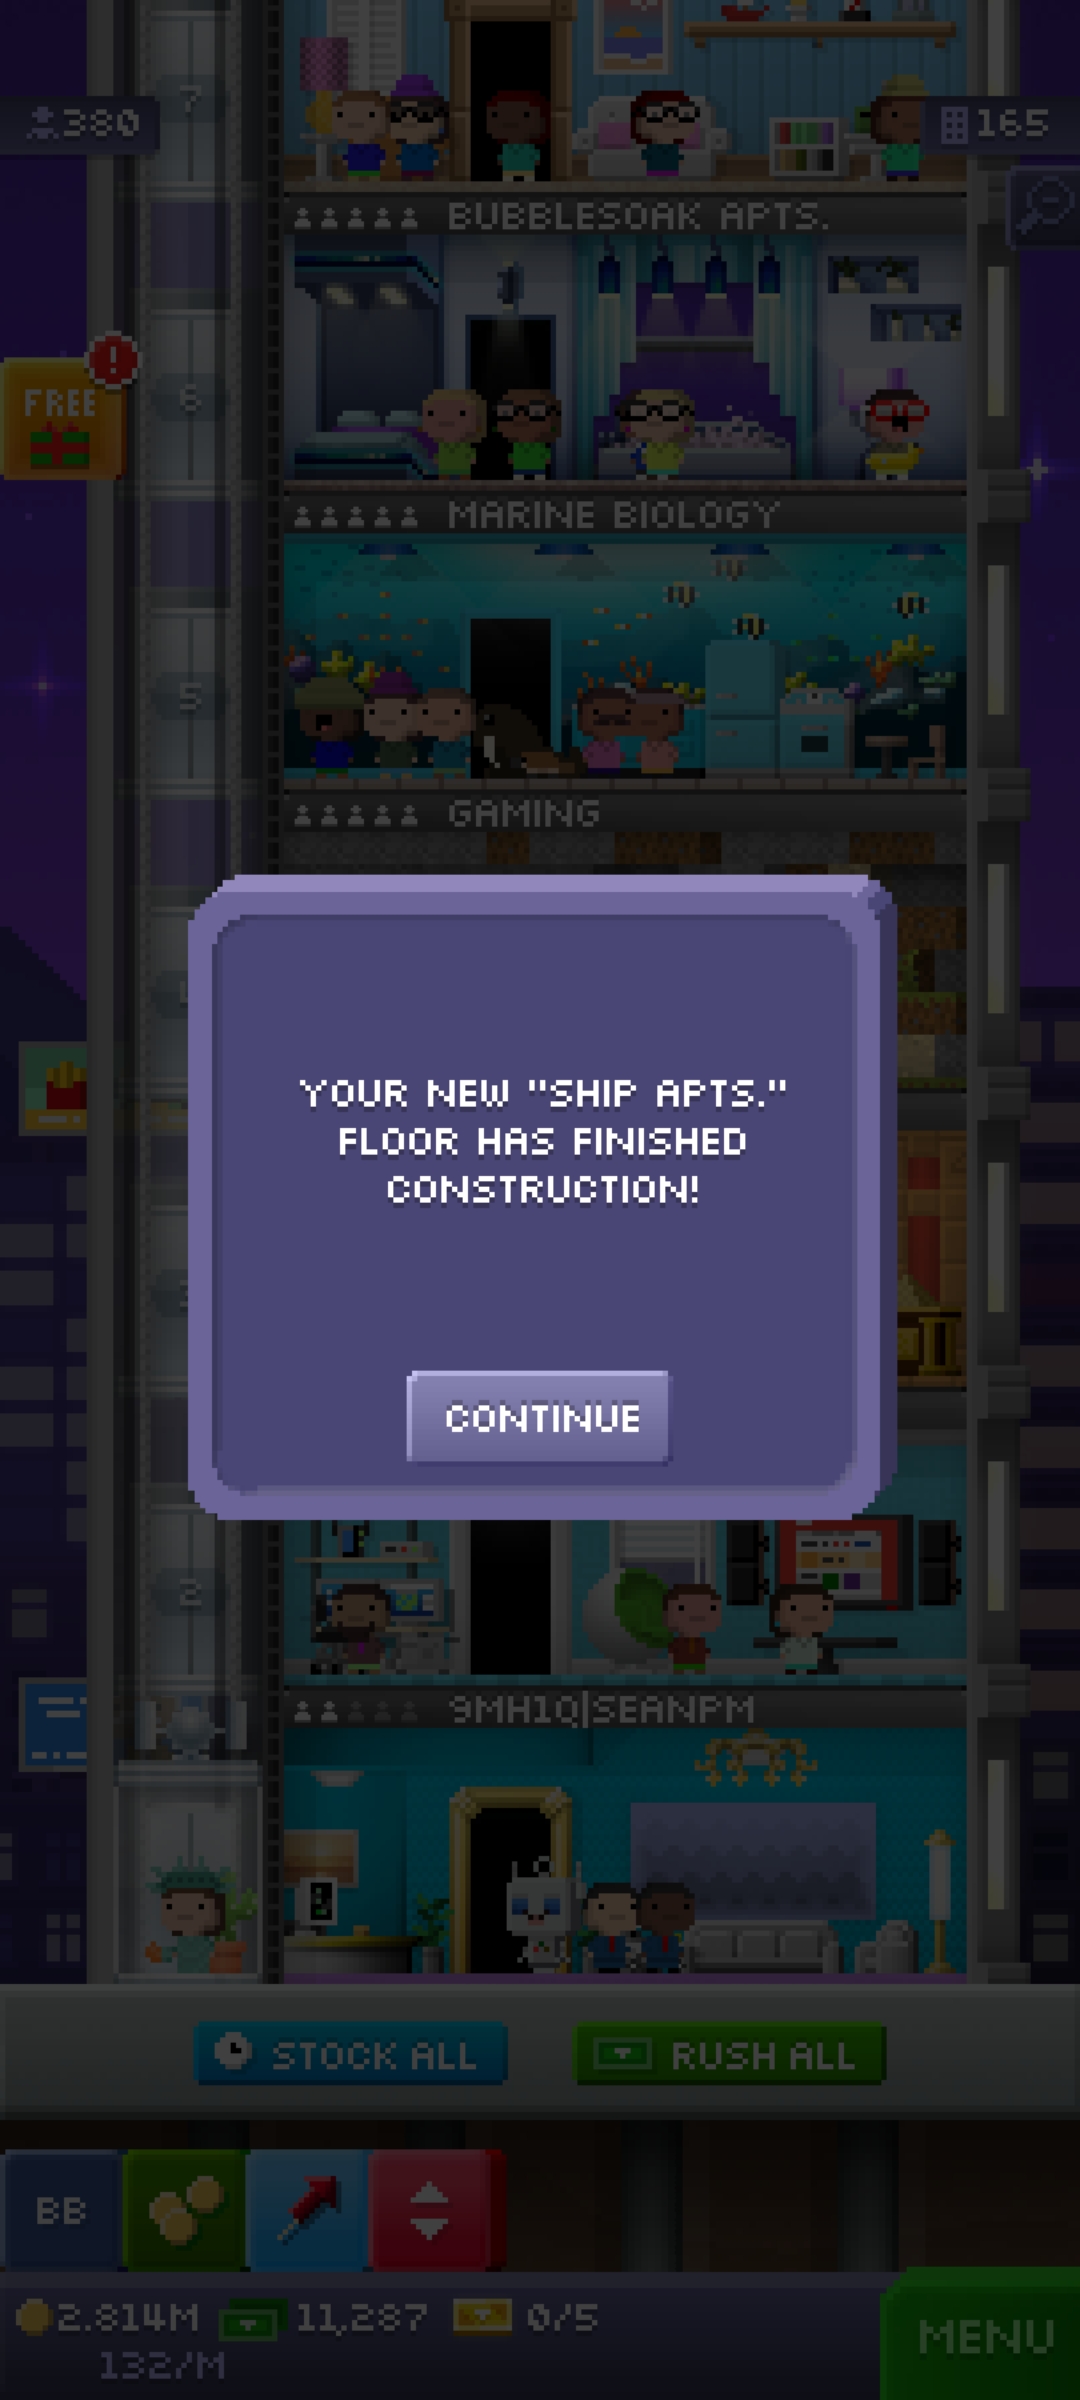 7
380
165
BUBBLESOAK APTS.
FREE
!
6
MARINE BIOLOGY
5
GAMING
YOUR NEW "SHIP APTS."
FLOOR HAS FINISHED
CONSTRUCTION!
CONTINUE
2
9MH1Q|SEANPM
STOCK ALL
RUSH ALL
BB
2.814M
11,287
0/5
132/M
MENU